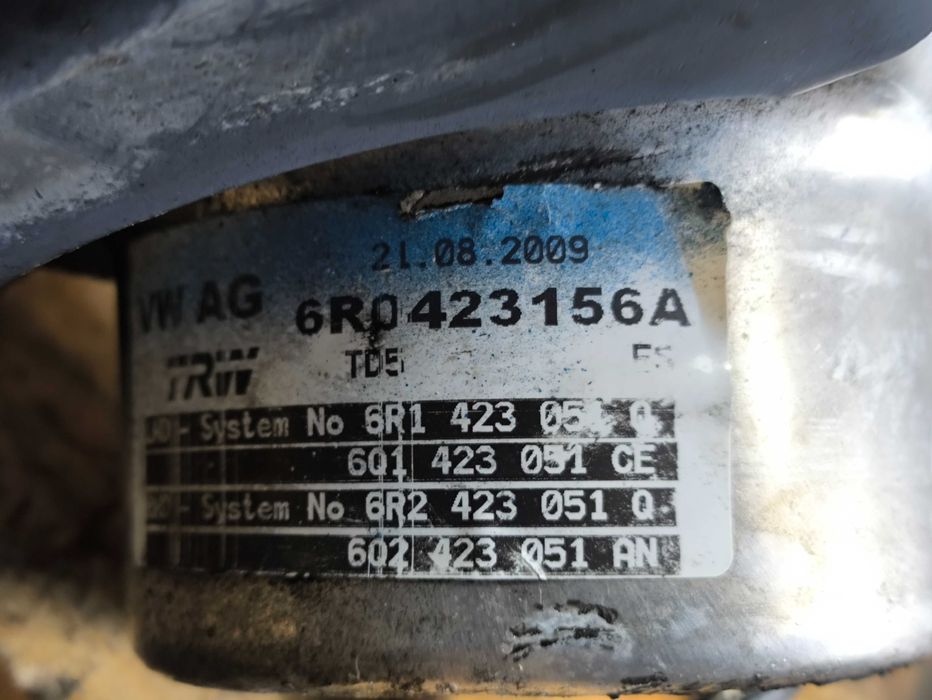 21.08.2009
VW AG 6R0423156A
TRW TD5
- System No 6R1 423 051 Q
6Q1 423 051 CE
- System No 6R2 423 051 Q
6Q2 423 051 AN